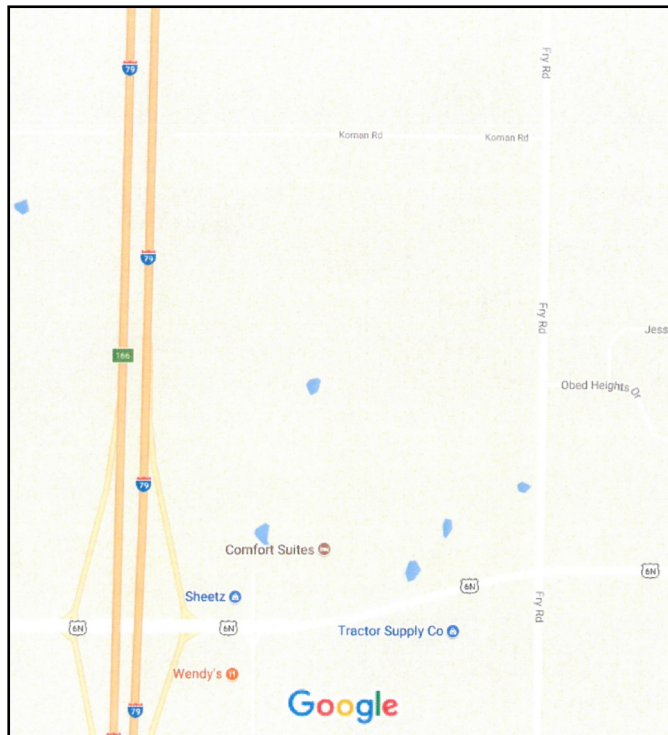 79
Fry Rd
Koman Rd
Koman Rd
79
Fry Rd
Jess
166
Obed Heights Dr
79
Comfort Suites
6N
6N
Sheetz
Fry Rd
6N
6N
Tractor Supply Co
Wendy's
Google
79